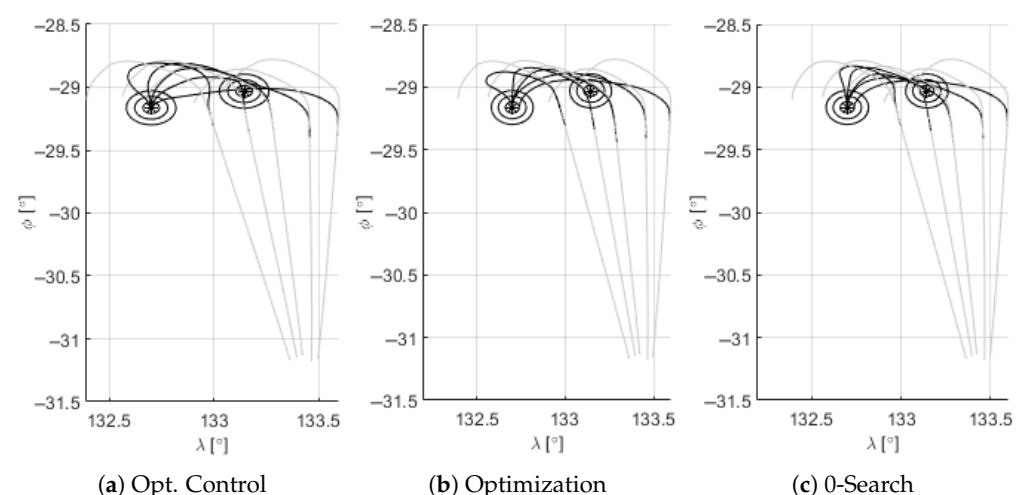 −28.5 −28.5 −28.5
−29 −29 −29
−29.5 −29.5 −29.5
−30 −30 −30
−30.5 −30.5 −30.5
−31 −31 −31
−31.5 −31.5 −31.5
ϕ [°] ϕ [°] ϕ [°]
132.5 133 133.5 132.5 133 133.5 132.5 133 133.5
λ [°] λ [°] λ [°]
(a) Opt. Control (b) Optimization (c) 0-Search